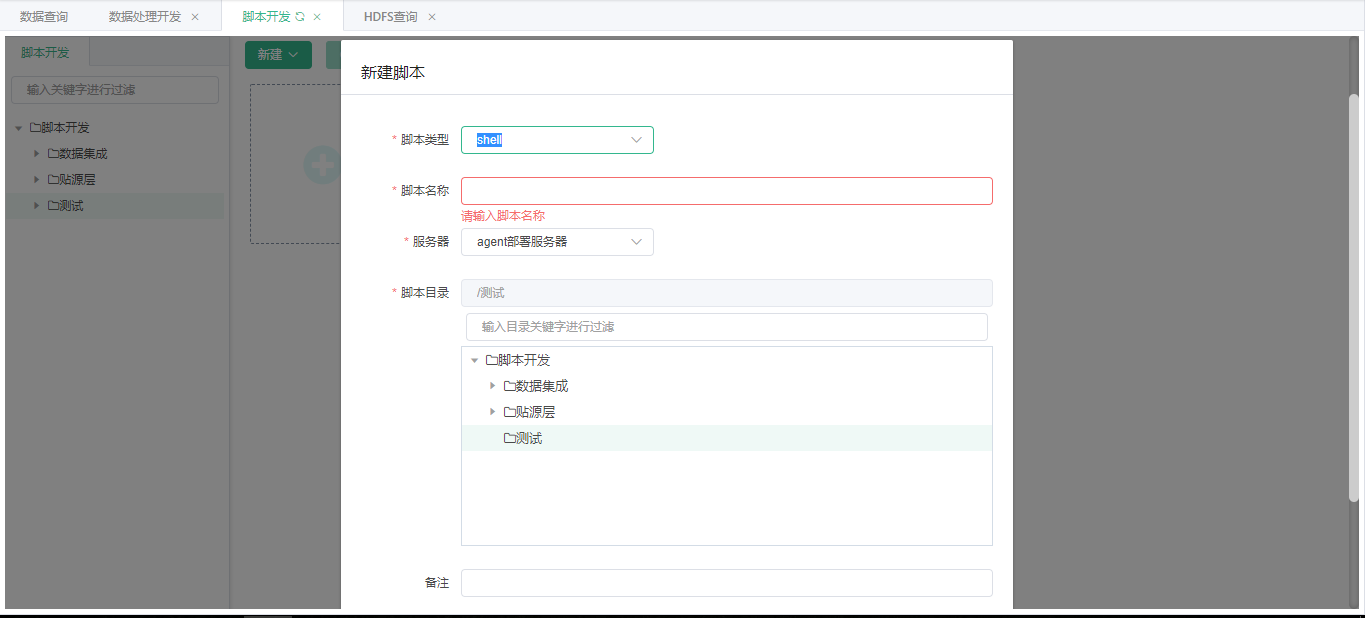 数据查询 数据处理开发 脚本开发 HDFS查询
脚本开发
新建
新建脚本
输入关键字进行过滤
脚本开发
数据集成
贴源层
测试
* 脚本类型 shell
* 脚本名称
请输入脚本名称
* 服务器 agent部署服务器
* 脚本目录 /测试
输入目录关键字进行过滤
脚本开发
数据集成
贴源层
测试
备注